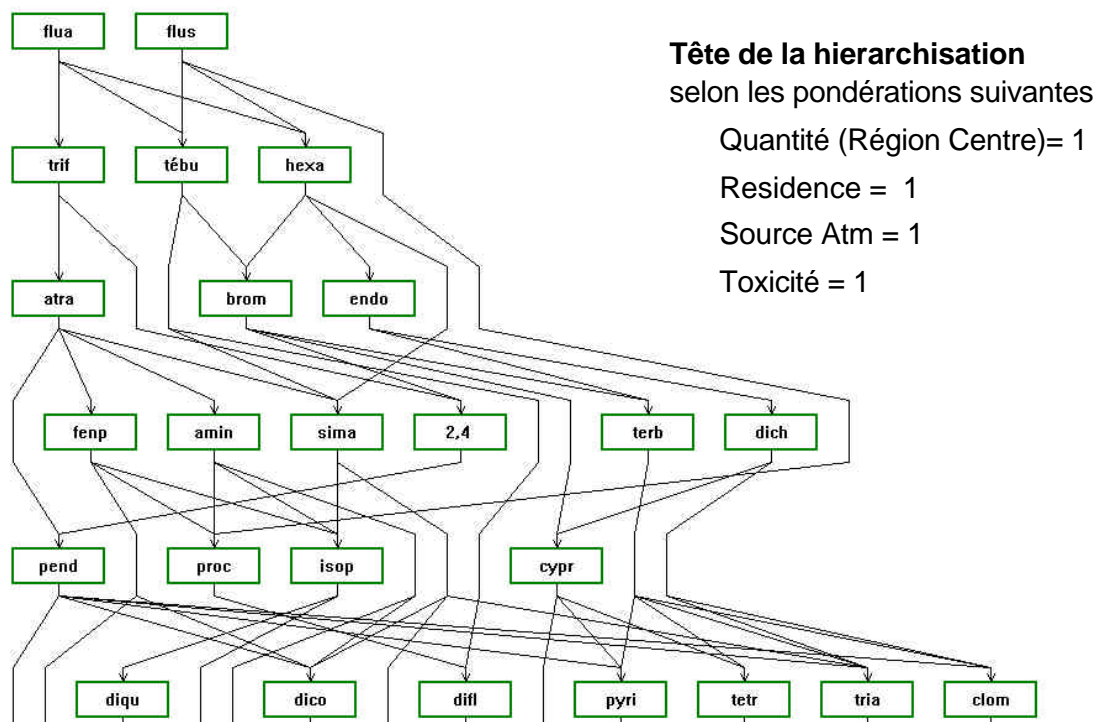 flua flus
Tête de la hierarchisation
selon les pondérations suivantes
Quantité (Région Centre)= 1
trif tébu hexa
Residence = 1
Source Atm = 1
Toxicité = 1
atra brom endo
fenp amin sima 2,4 terb dich
pend proc isop cypr
diqu dico difl pyri tetr tria clom